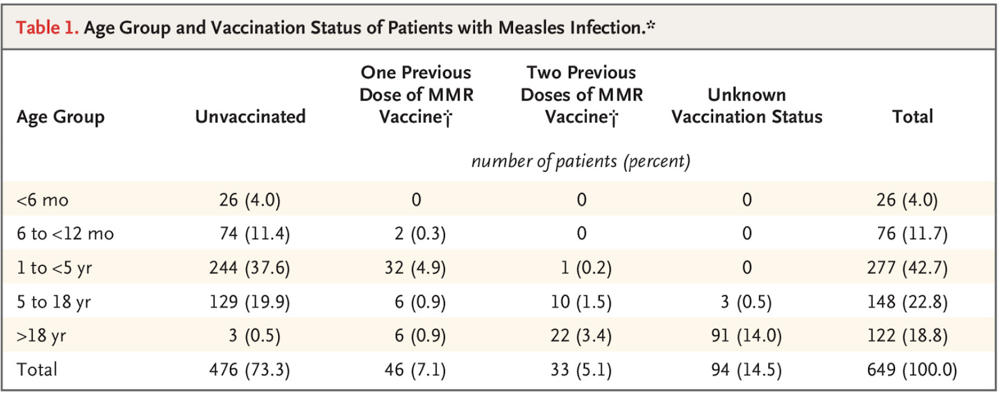 Table 1. Age Group and Vaccination Status of Patients with Measles Infection.*
Age Group Unvaccinated One Previous Dose of MMR Vaccine† Two Previous Doses of MMR Vaccine† Unknown Vaccination Status Total
number of patients (percent)
<6 mo 26 (4.0) 0 0 0 26 (4.0)
6 to <12 mo 74 (11.4) 2 (0.3) 0 0 76 (11.7)
1 to <5 yr 244 (37.6) 32 (4.9) 1 (0.2) 0 277 (42.7)
5 to 18 yr 129 (19.9) 6 (0.9) 10 (1.5) 3 (0.5) 148 (22.8)
>18 yr 3 (0.5) 6 (0.9) 22 (3.4) 91 (14.0) 122 (18.8)
Total 476 (73.3) 46 (7.1) 33 (5.1) 94 (14.5) 649 (100.0)